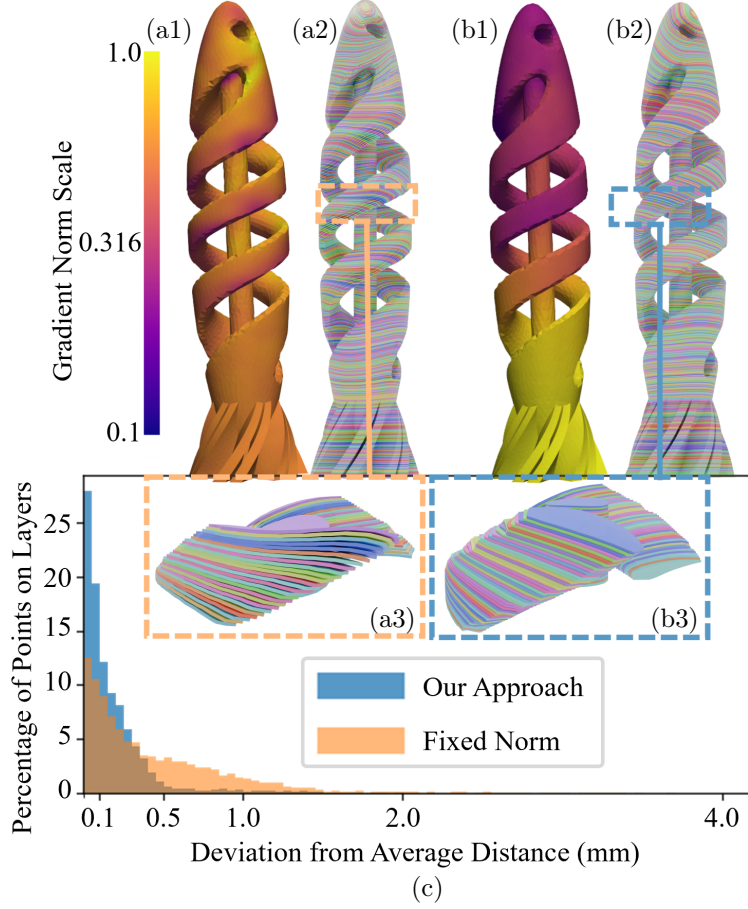 (a1)
(a2)
(b1)
(b2)
1.0
0.316
0.1
Gradient Norm Scale
(a3)
(b3)
Percentage of Points on Layers
25
20
15
10
5
0
Our Approach
Fixed Norm
0.1
0.5
1.0
2.0
4.0
Deviation from Average Distance (mm)
(c)